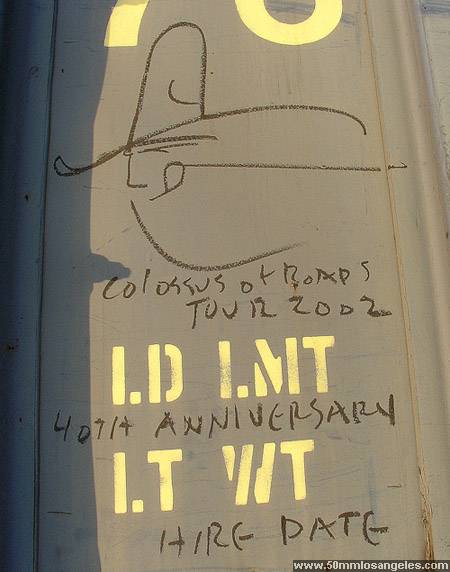 COLOSSUS OF ROADS
TOUR 2002
LD LMT
40TH ANNIVERSARY
LT WT
HIRE DATE
www.50mmlosangeles.com